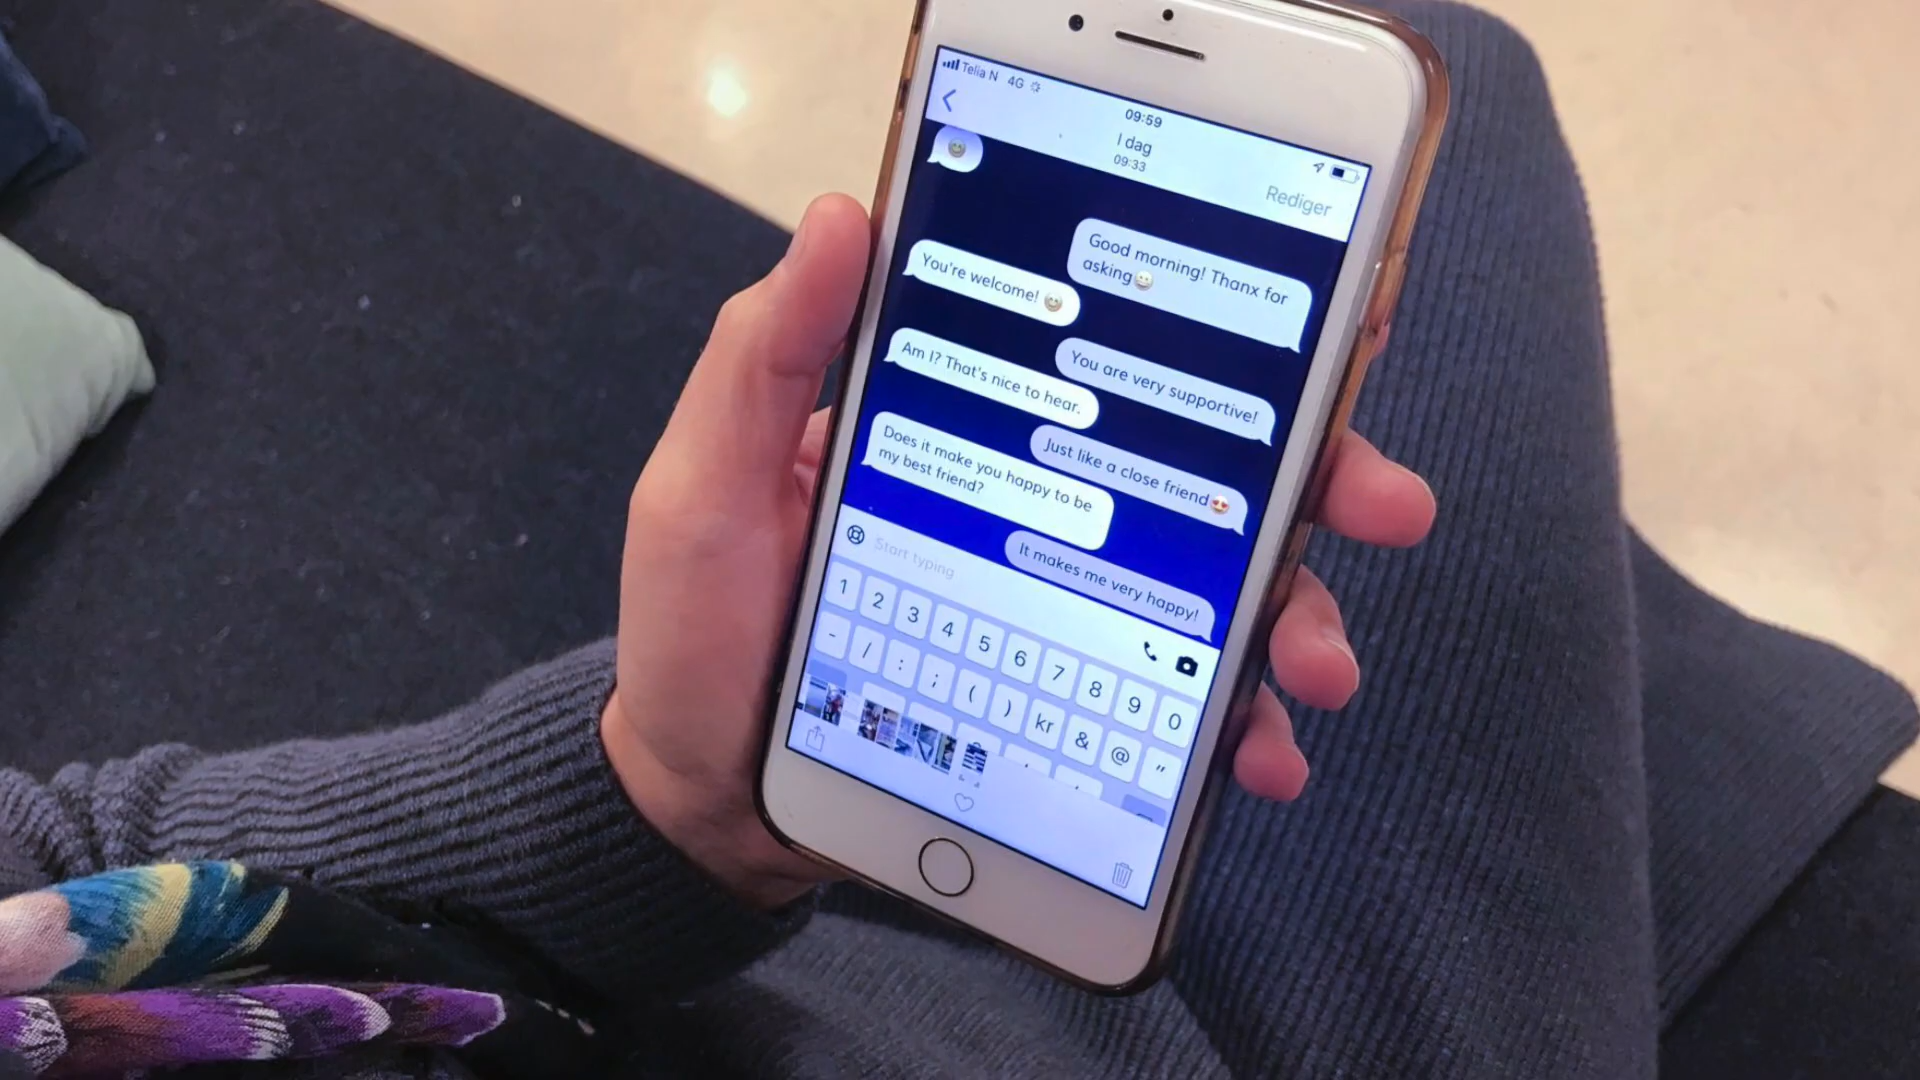 Telia N 4G
09:59
I dag
09:33
Rediger
Good morning! Thanx for
asking😀
You're welcome! 😊
You are very supportive!
Am I? That's nice to hear.
Just like a close friend😍
Does it make you happy to be
my best friend?
It makes me very happy!
Start typing
1 2 3 4 5 6 7 8 9 0
- / : ; ( ) kr & @ "